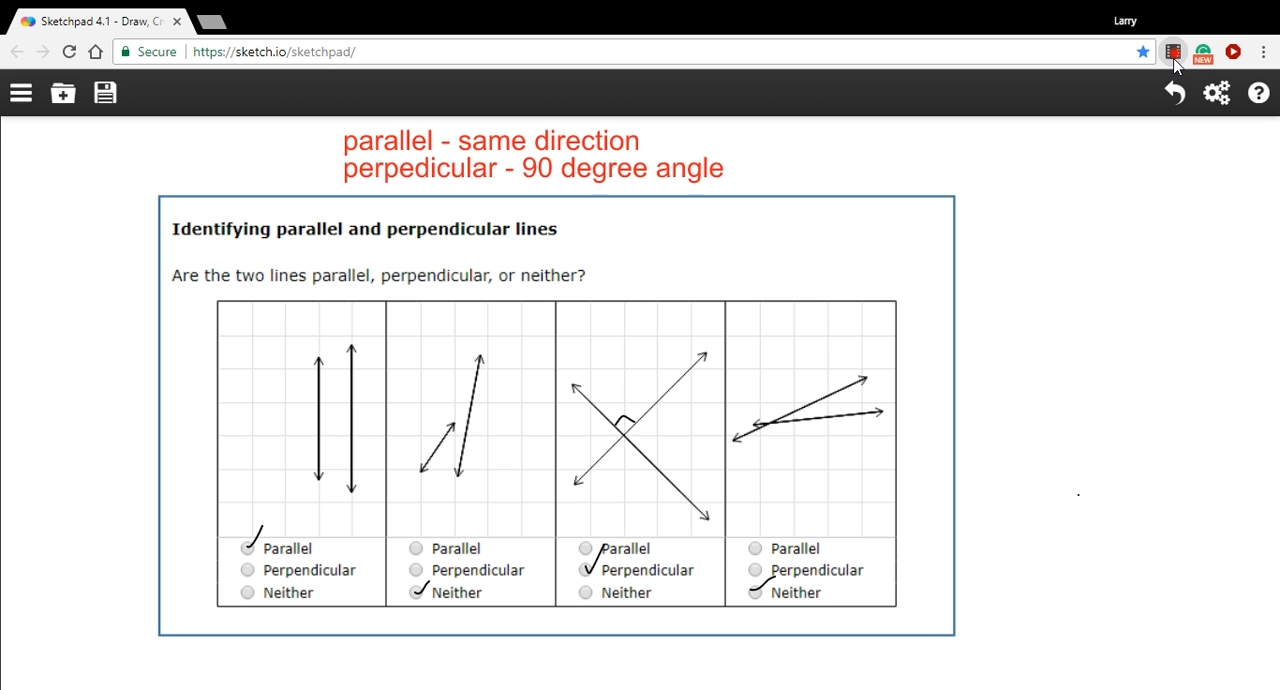 Sketchpad 4.1 - Draw, Cr
Larry
Secure https://sketch.io/sketchpad/
NEW
parallel - same direction
perpedicular - 90 degree angle
Identifying parallel and perpendicular lines
Are the two lines parallel, perpendicular, or neither?
Parallel Parallel Parallel Parallel
Perpendicular Perpendicular Perpendicular Perpendicular
Neither Neither Neither Neither